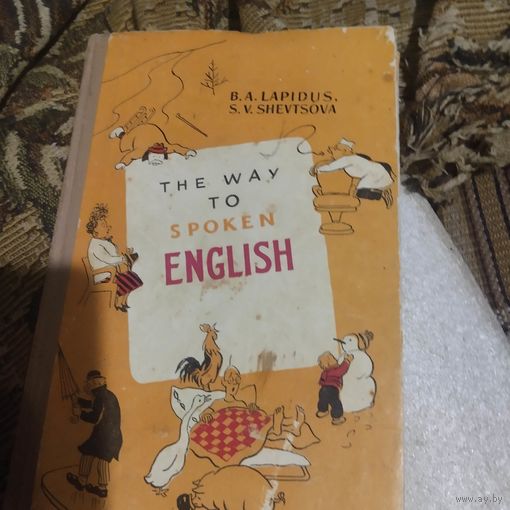 B. A. LAPIDUS,
S. V. SHEVTSOVA
THE WAY
TO
SPOKEN
ENGLISH
www.ay.by